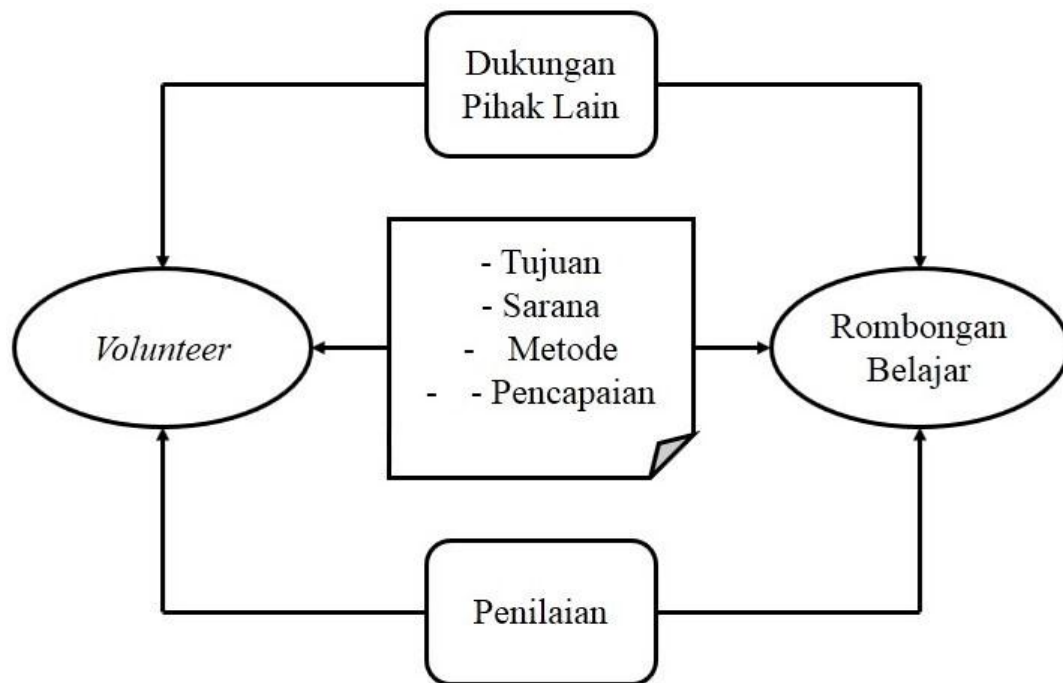 Dukungan
Pihak Lain
- Tujuan
- Sarana
- Metode
- - Pencapaian
Volunteer
Rombongan
Belajar
Penilaian